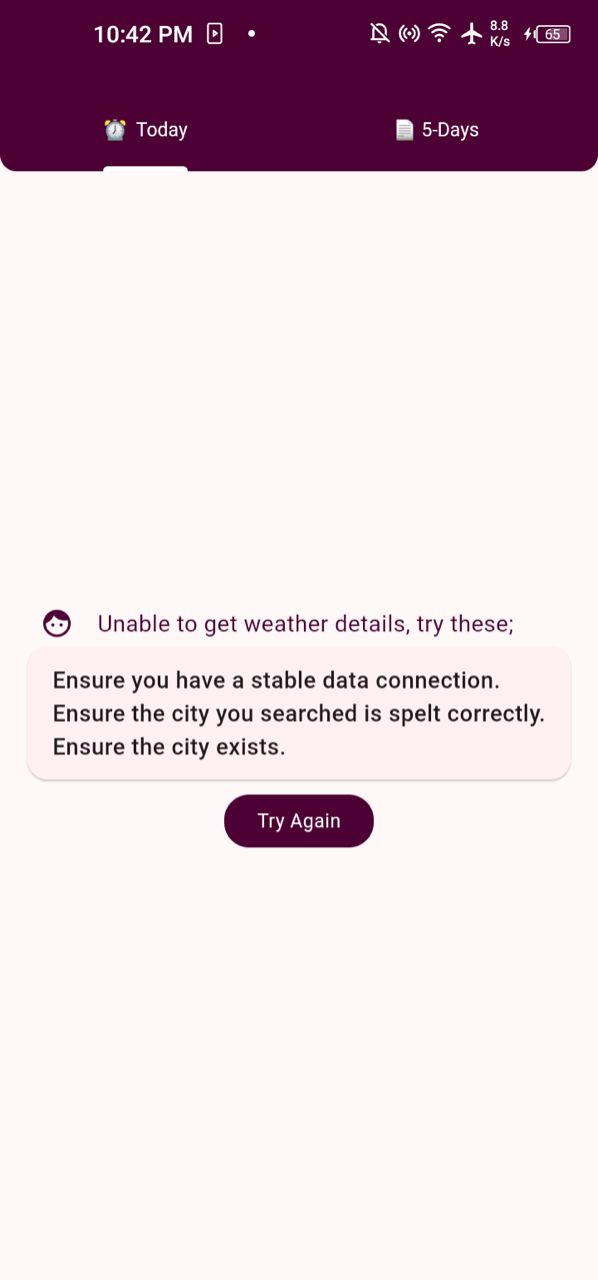 10:42 PM
8.8
K/s
65
Today
5-Days
Unable to get weather details, try these;
Ensure you have a stable data connection.
Ensure the city you searched is spelt correctly.
Ensure the city exists.
Try Again